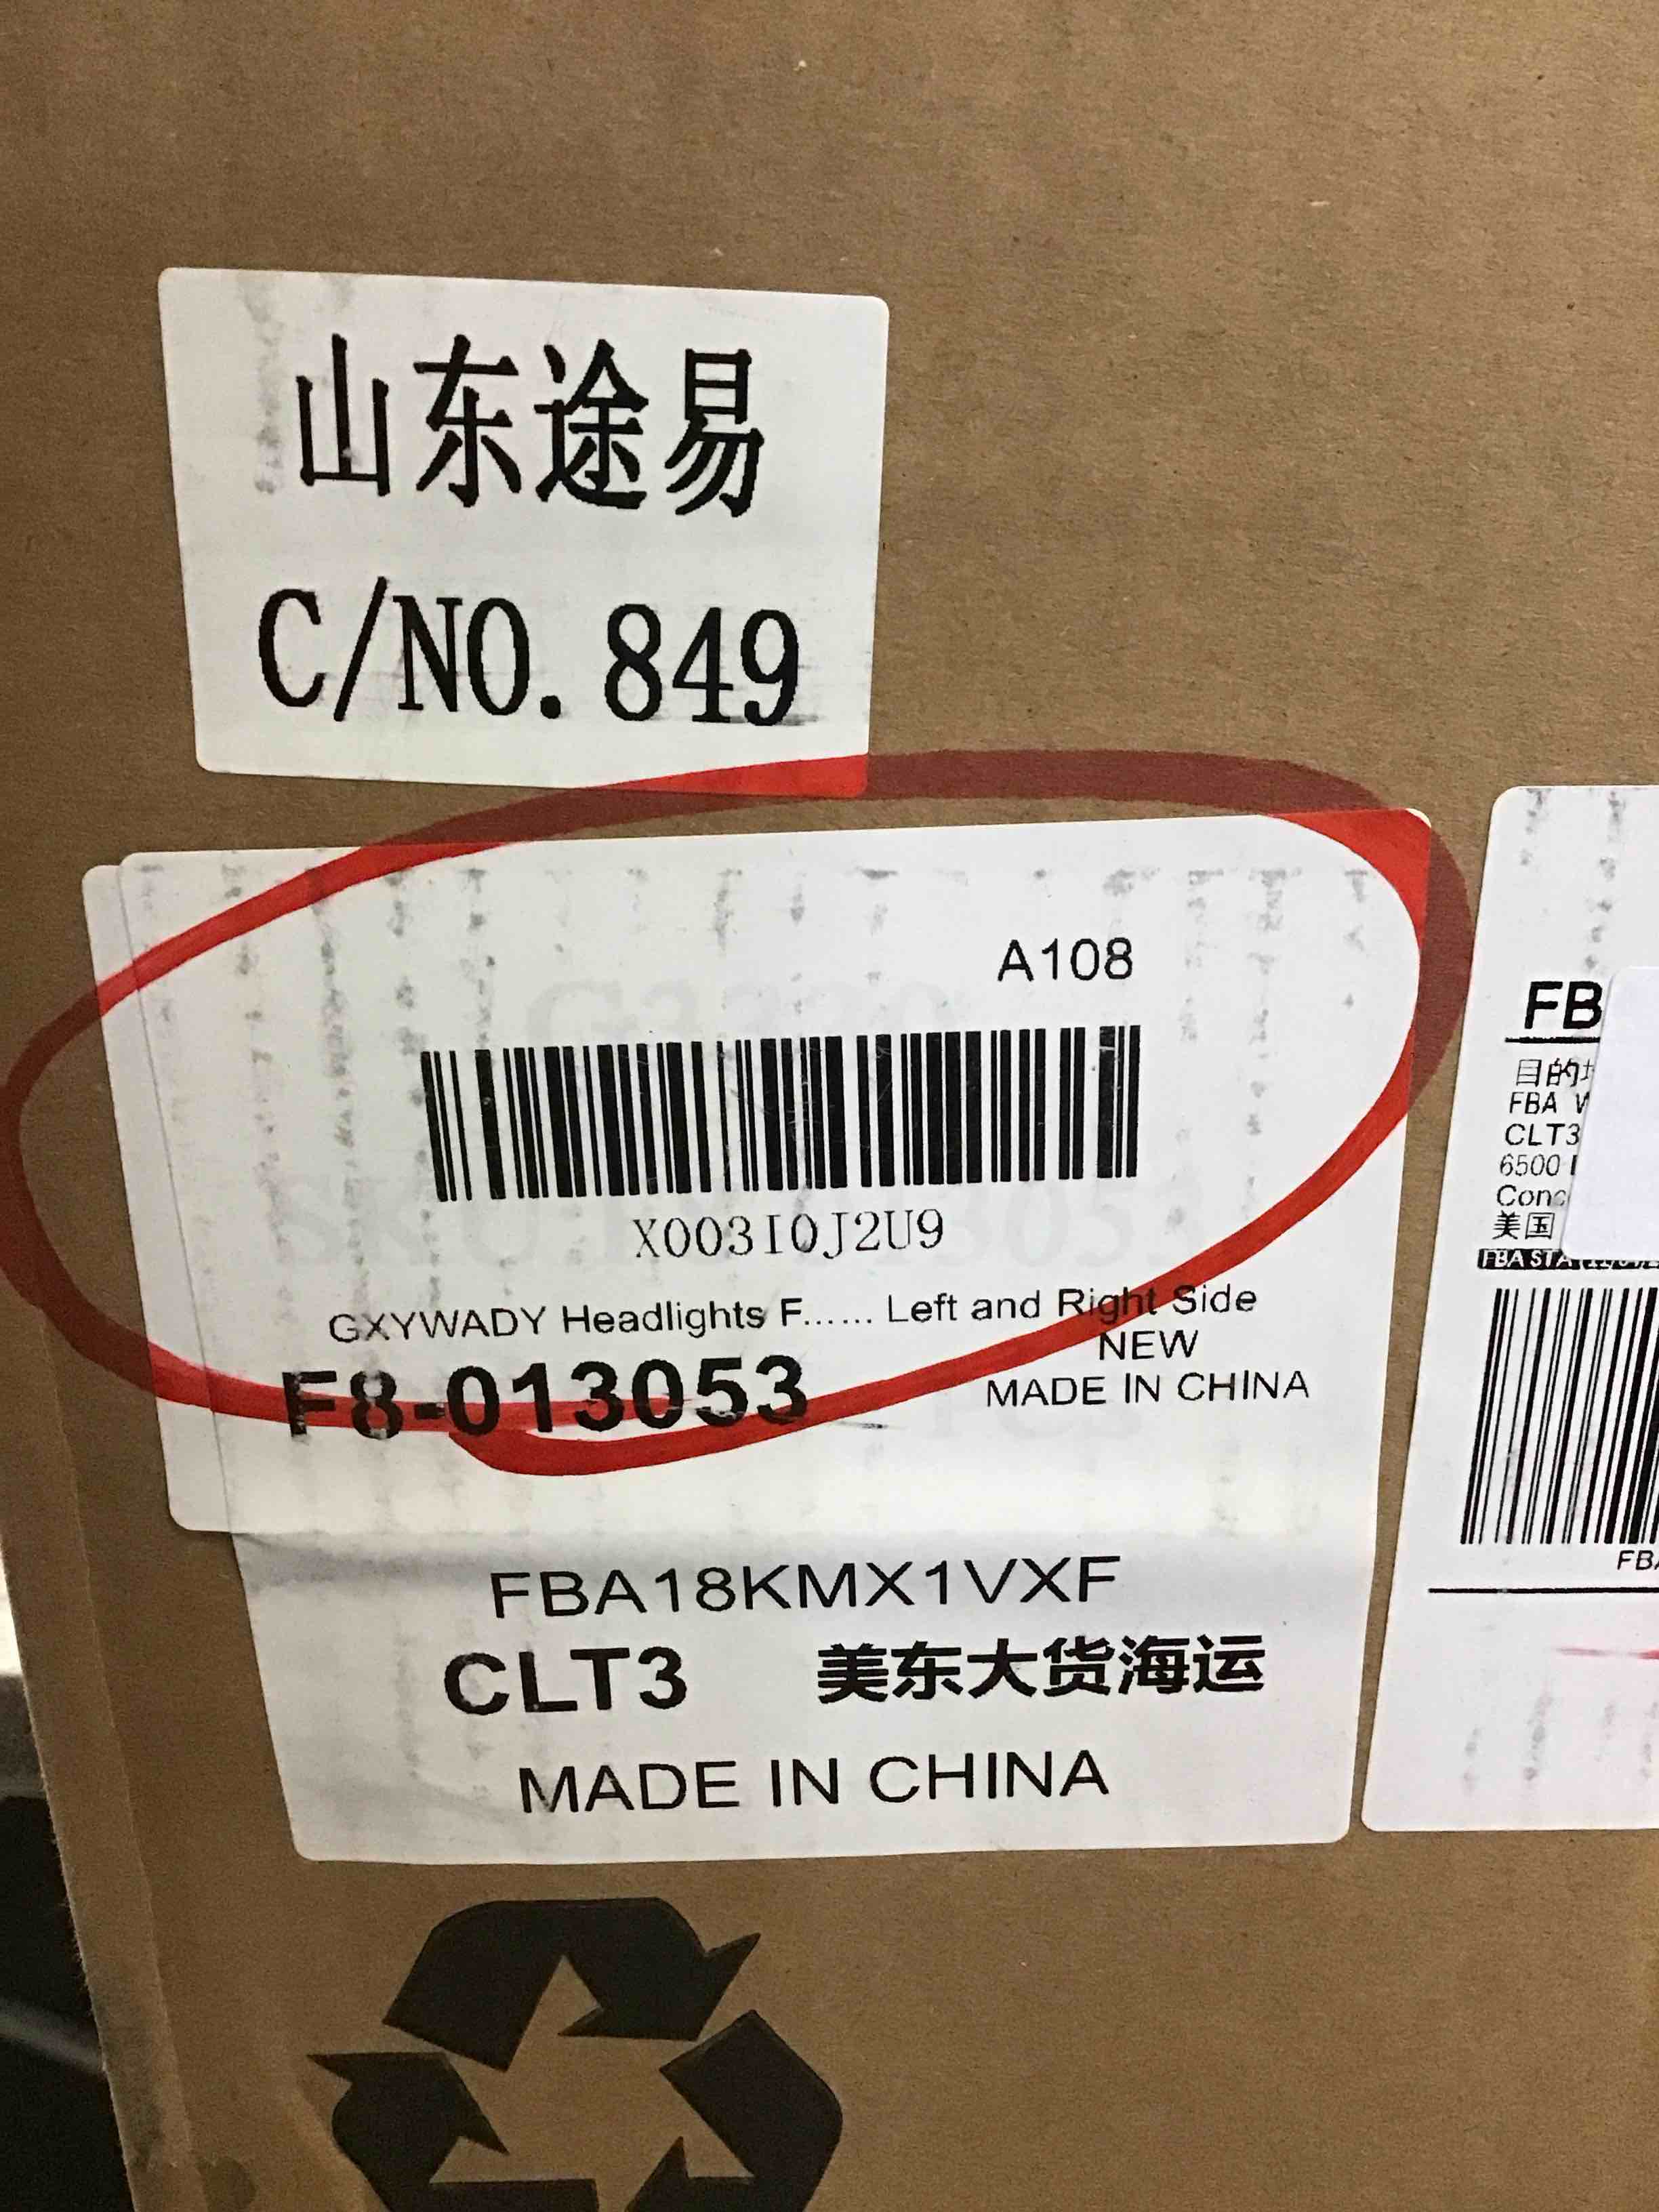 山东途易
C/NO. 849
A108
X003I0J2U9
GXYWADY Headlights F...... Left and Right Side
NEW
F8-013053
MADE IN CHINA
FBA18KMX1VXF
CLT3 美东大货海运
MADE IN CHINA
FB
目的
FBA
CLT3
6500
Conc
美国
FBA STA
FBA